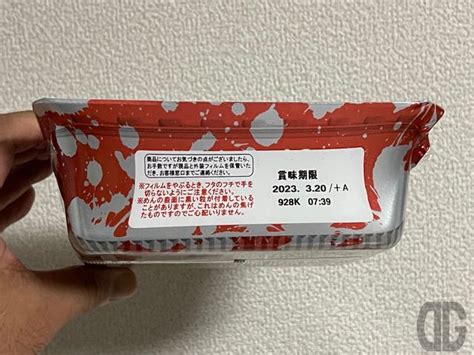 商品についてお気づきの点がございましたら、
お手数ですが現品と外装フィルムを保管いただ
き、お客様窓口までご連絡ください。
※フィルムをやぶるとき、フタのフチで手を
切らないようにご注意ください。
※めんの表面に黒い粒が付着している
ことがありますが、これはめんの焦げ
たものですのでご心配いりません。
賞味期限
2023. 3.20/+A
928K 07:39